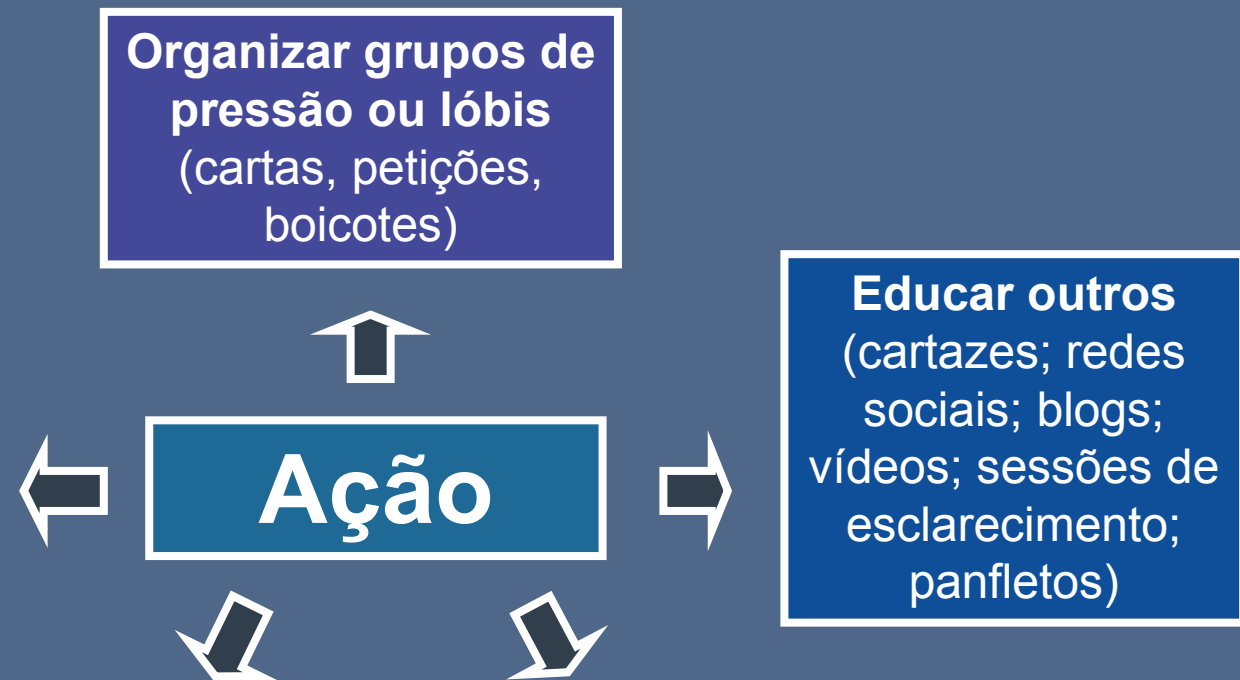 Organizar grupos de
pressão ou lóbis
(cartas, petições,
boicotes)
Educar outros
(cartazes; redes
sociais; blogs;
vídeos; sessões de
esclarecimento;
panfletos)
Ação